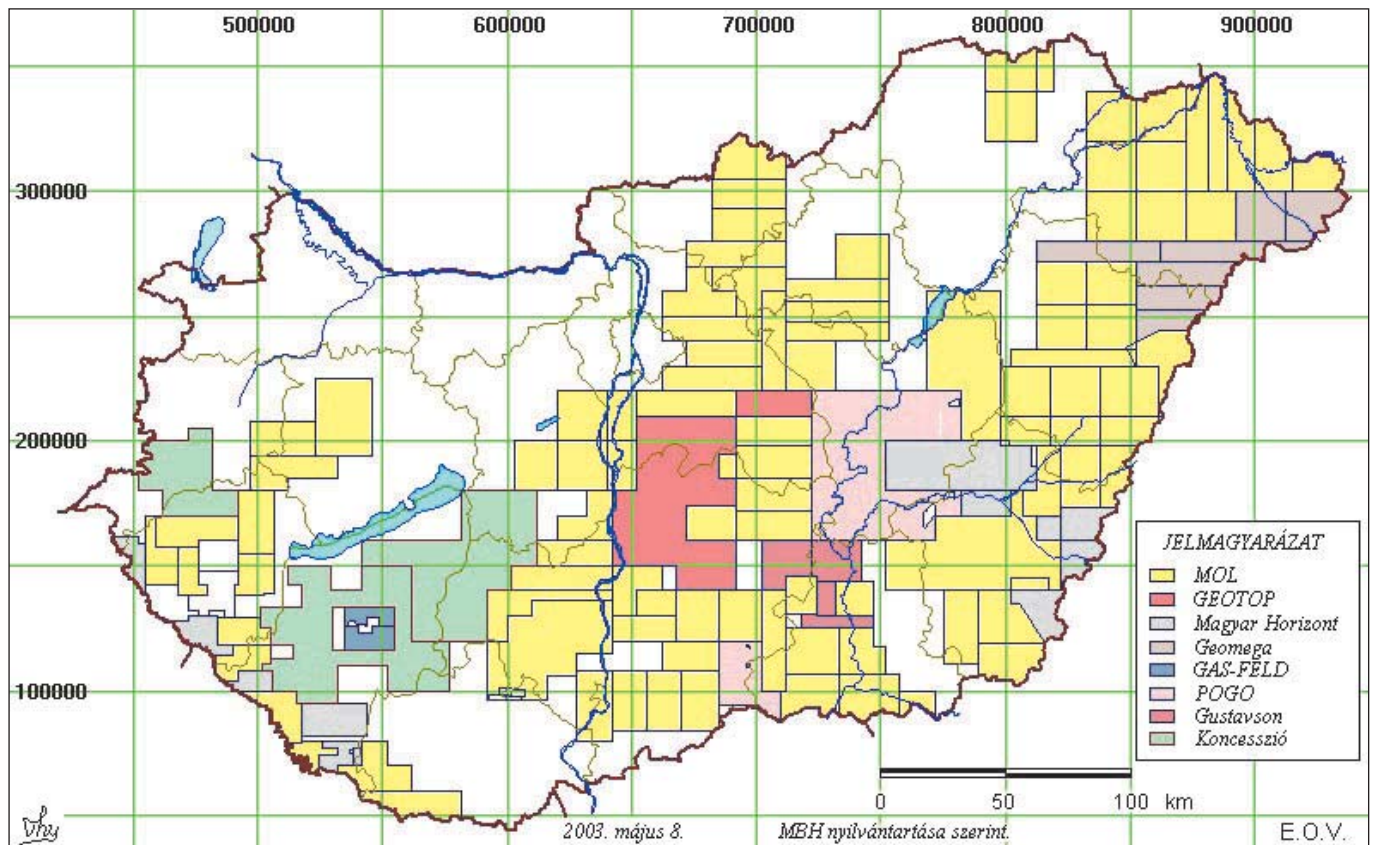 500000 600000 700000 800000 900000
300000
200000
100000
JELMAGYARÁZAT
MOL
GEOTOP
Magyar Horizont
Geomega
GAS-FELD
POGO
Gustavson
Koncesszió
0 50 100 km
2003. május 8. MBH nyilvántartása szerint. E.O.V.